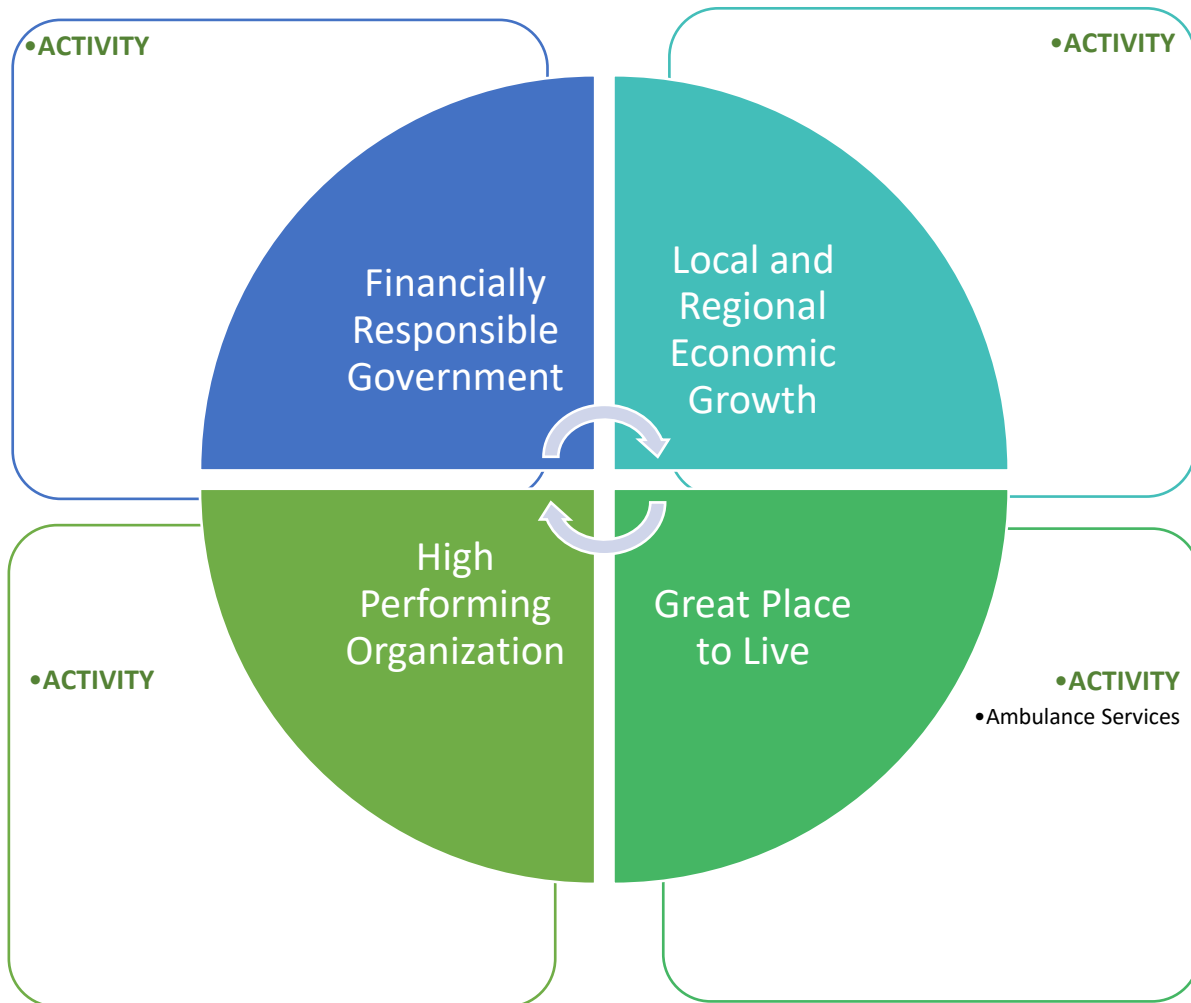 •ACTIVITY
•ACTIVITY
Financially
Responsible
Government
Local and
Regional
Economic
Growth
High
Performing
Organization
Great Place
to Live
•ACTIVITY
•ACTIVITY
•Ambulance Services